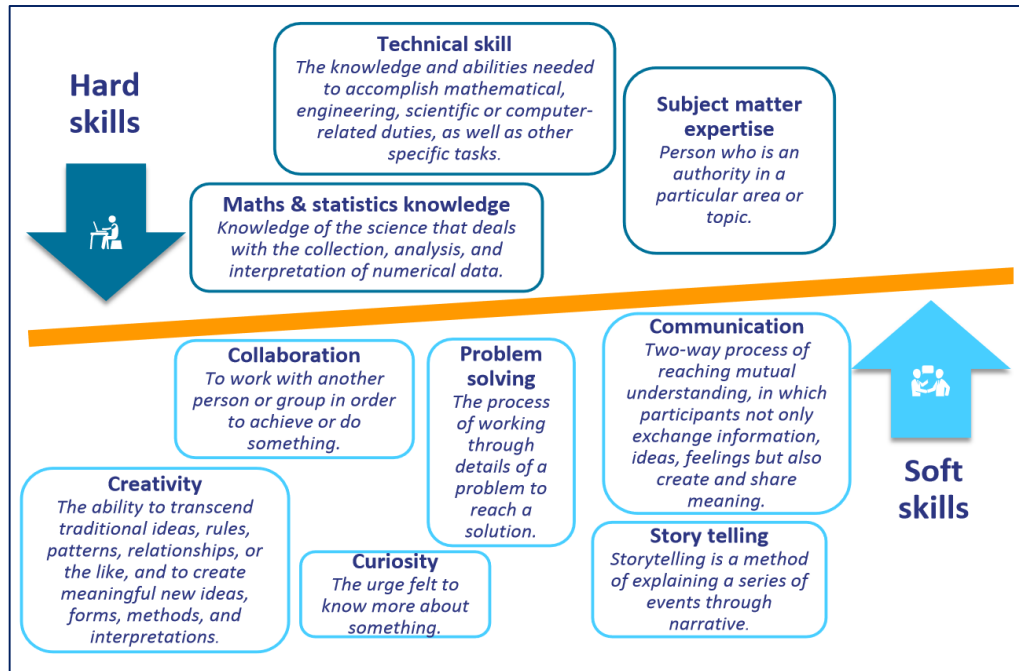 Hard
skills
Technical skill
The knowledge and abilities needed
to accomplish mathematical,
engineering, scientific or computer-
related duties, as well as other
specific tasks.
Subject matter
expertise
Person who is an
authority in a
particular area or
topic.
Maths & statistics knowledge
Knowledge of the science that deals
with the collection, analysis, and
interpretation of numerical data.
Collaboration
To work with another
person or group in order
to achieve or do
something.
Problem
solving
The process
of working
through
details of a
problem to
reach a
solution.
Communication
Two-way process of
reaching mutual
understanding, in which
participants not only
exchange information,
ideas, feelings but also
create and share
meaning.
Soft
skills
Creativity
The ability to transcend
traditional ideas, rules,
patterns, relationships, or
the like, and to create
meaningful new ideas,
forms, methods, and
interpretations.
Curiosity
The urge felt to
know more about
something.
Story telling
Storytelling is a method
of explaining a series of
events through
narrative.